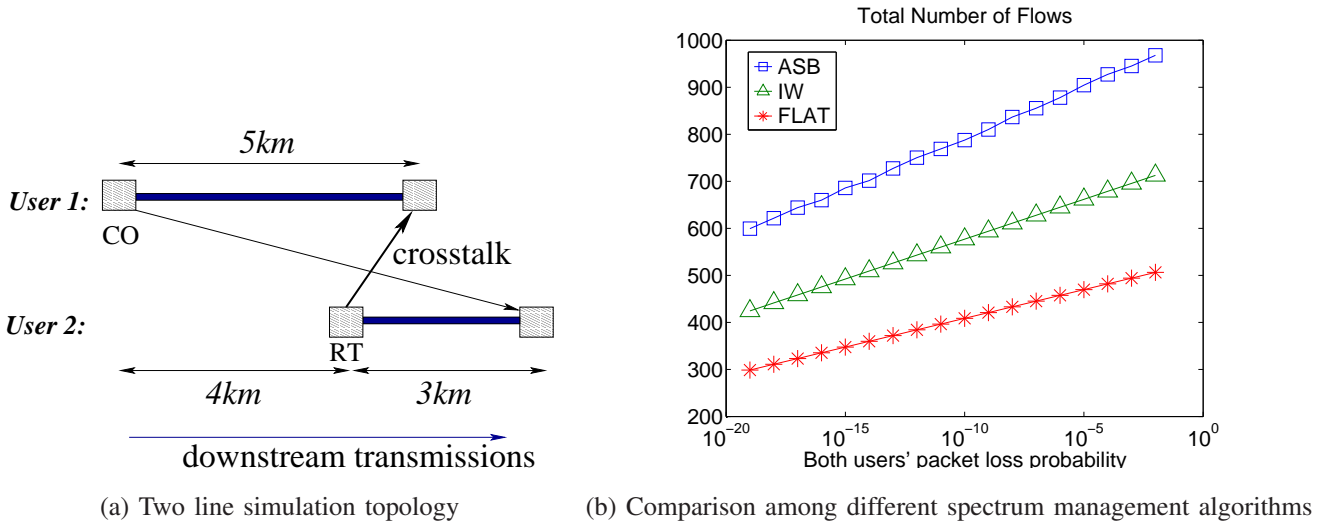 5km
User 1:
CO
crosstalk
User 2:
RT
4km
3km
downstream transmissions
(a) Two line simulation topology
Total Number of Flows
1000
900
800
700
600
500
400
300
200
ASB
IW
FLAT
10^−20
10^−15
10^−10
10^−5
10^0
Both users' packet loss probability
(b) Comparison among different spectrum management algorithms